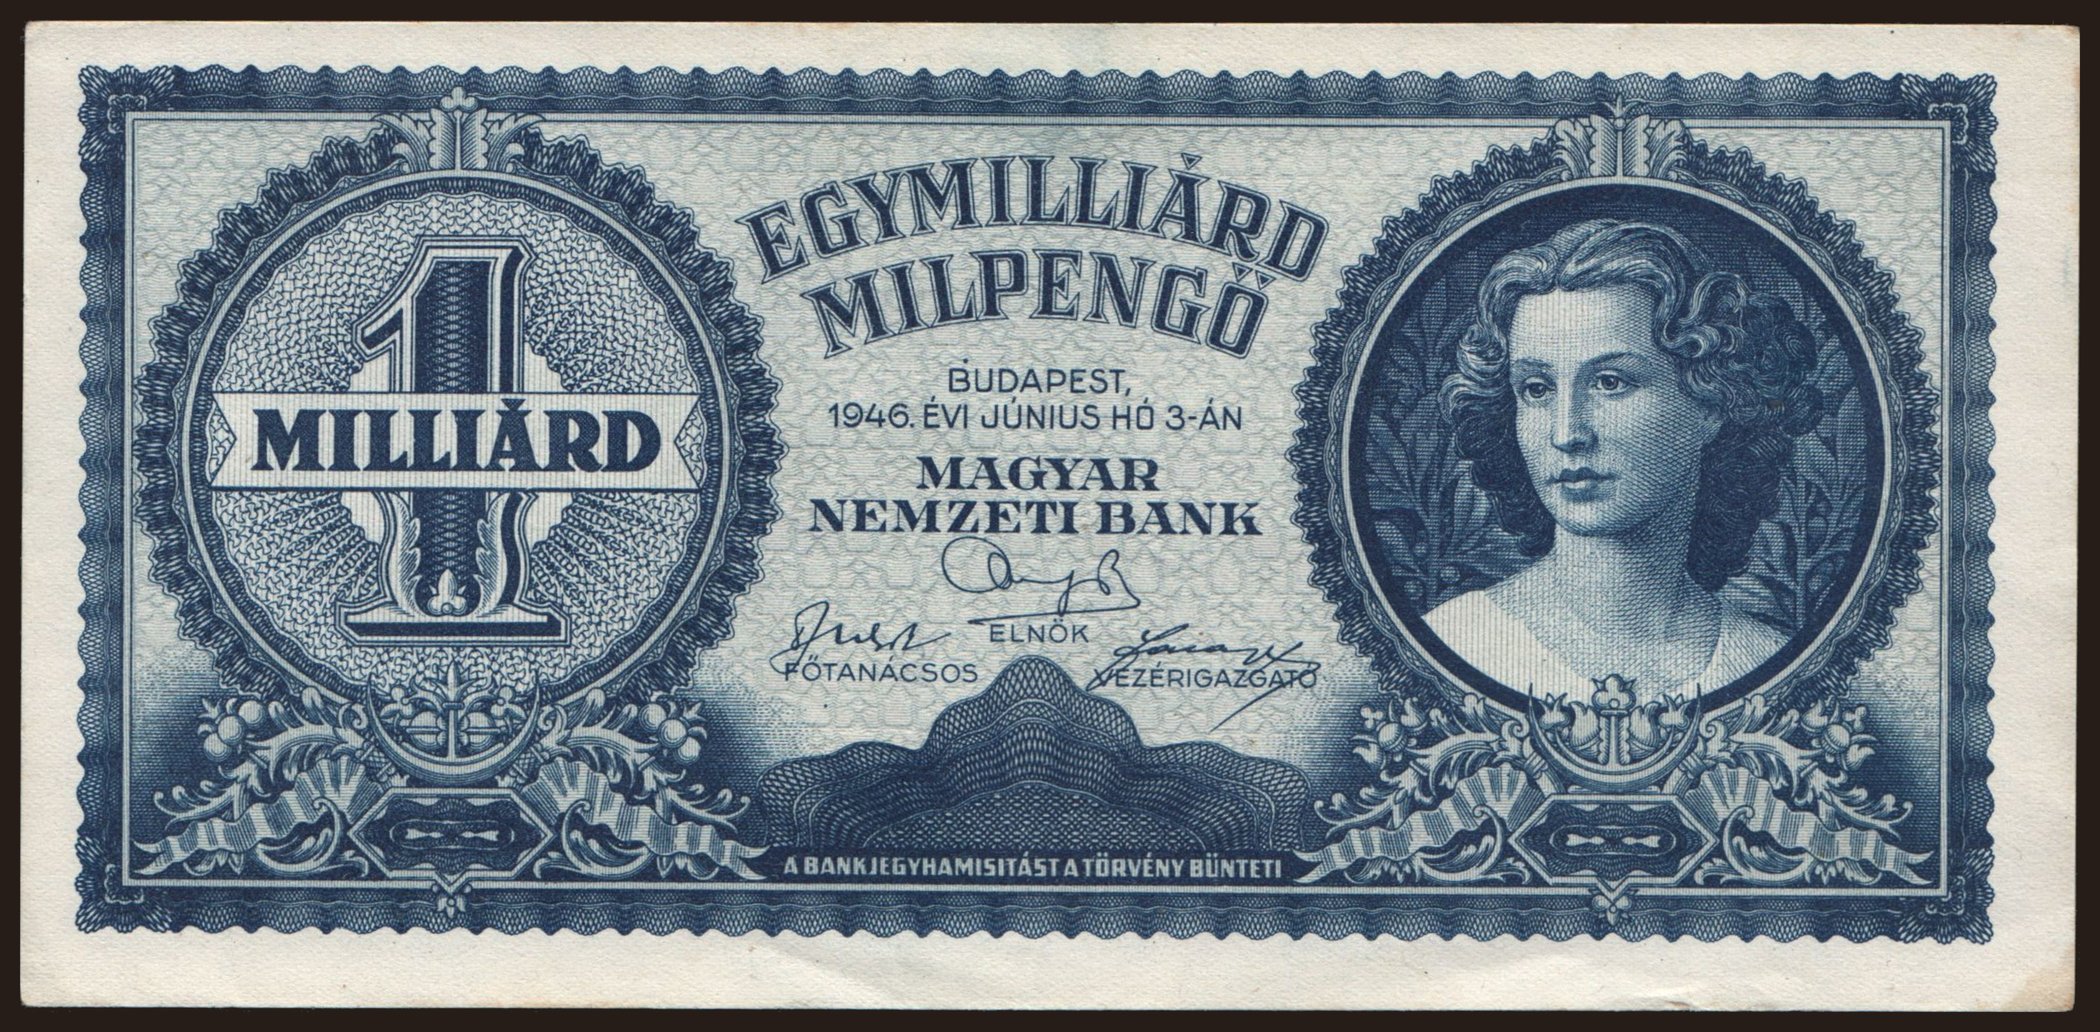 EGYMILLIÁRD
MILPENGŐ
1
MILLIÁRD
BUDAPEST,
1946. ÉVI JÚNIUS HÓ 3-ÁN
MAGYAR
NEMZETI BANK
ELNÖK
FŐTANÁCSOS
VEZÉRIGAZGATÓ
A BANKJEGYHAMISITÁST A TÖRVÉNY BÜNTETI